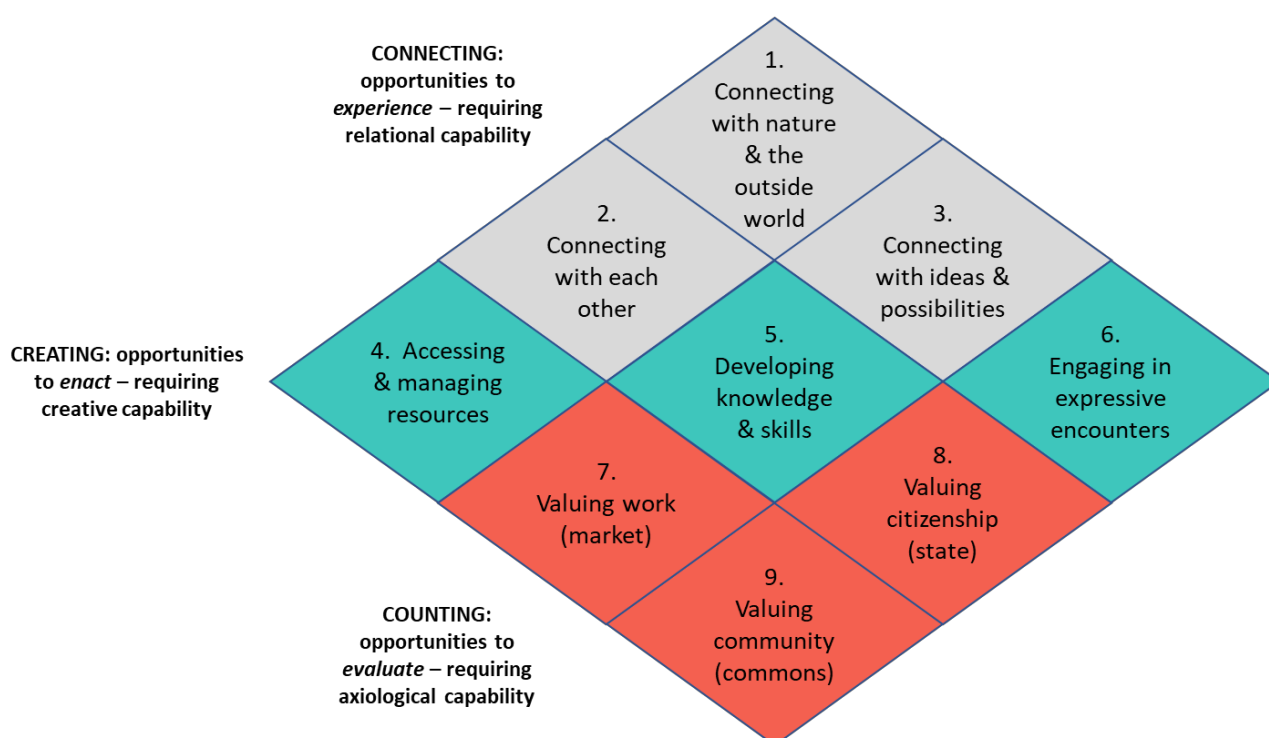 CONNECTING:
opportunities to
experience – requiring
relational capability
1.
Connecting
with nature
& the
outside
world
2.
Connecting
with each
other
3.
Connecting
with ideas &
possibilities
CREATING: opportunities
to enact – requiring
creative capability
4. Accessing
& managing
resources
5.
Developing
knowledge
& skills
6.
Engaging in
expressive
encounters
7.
Valuing work
(market)
8.
Valuing
citizenship
(state)
COUNTING:
opportunities to
evaluate – requiring
axiological capability
9.
Valuing
community
(commons)